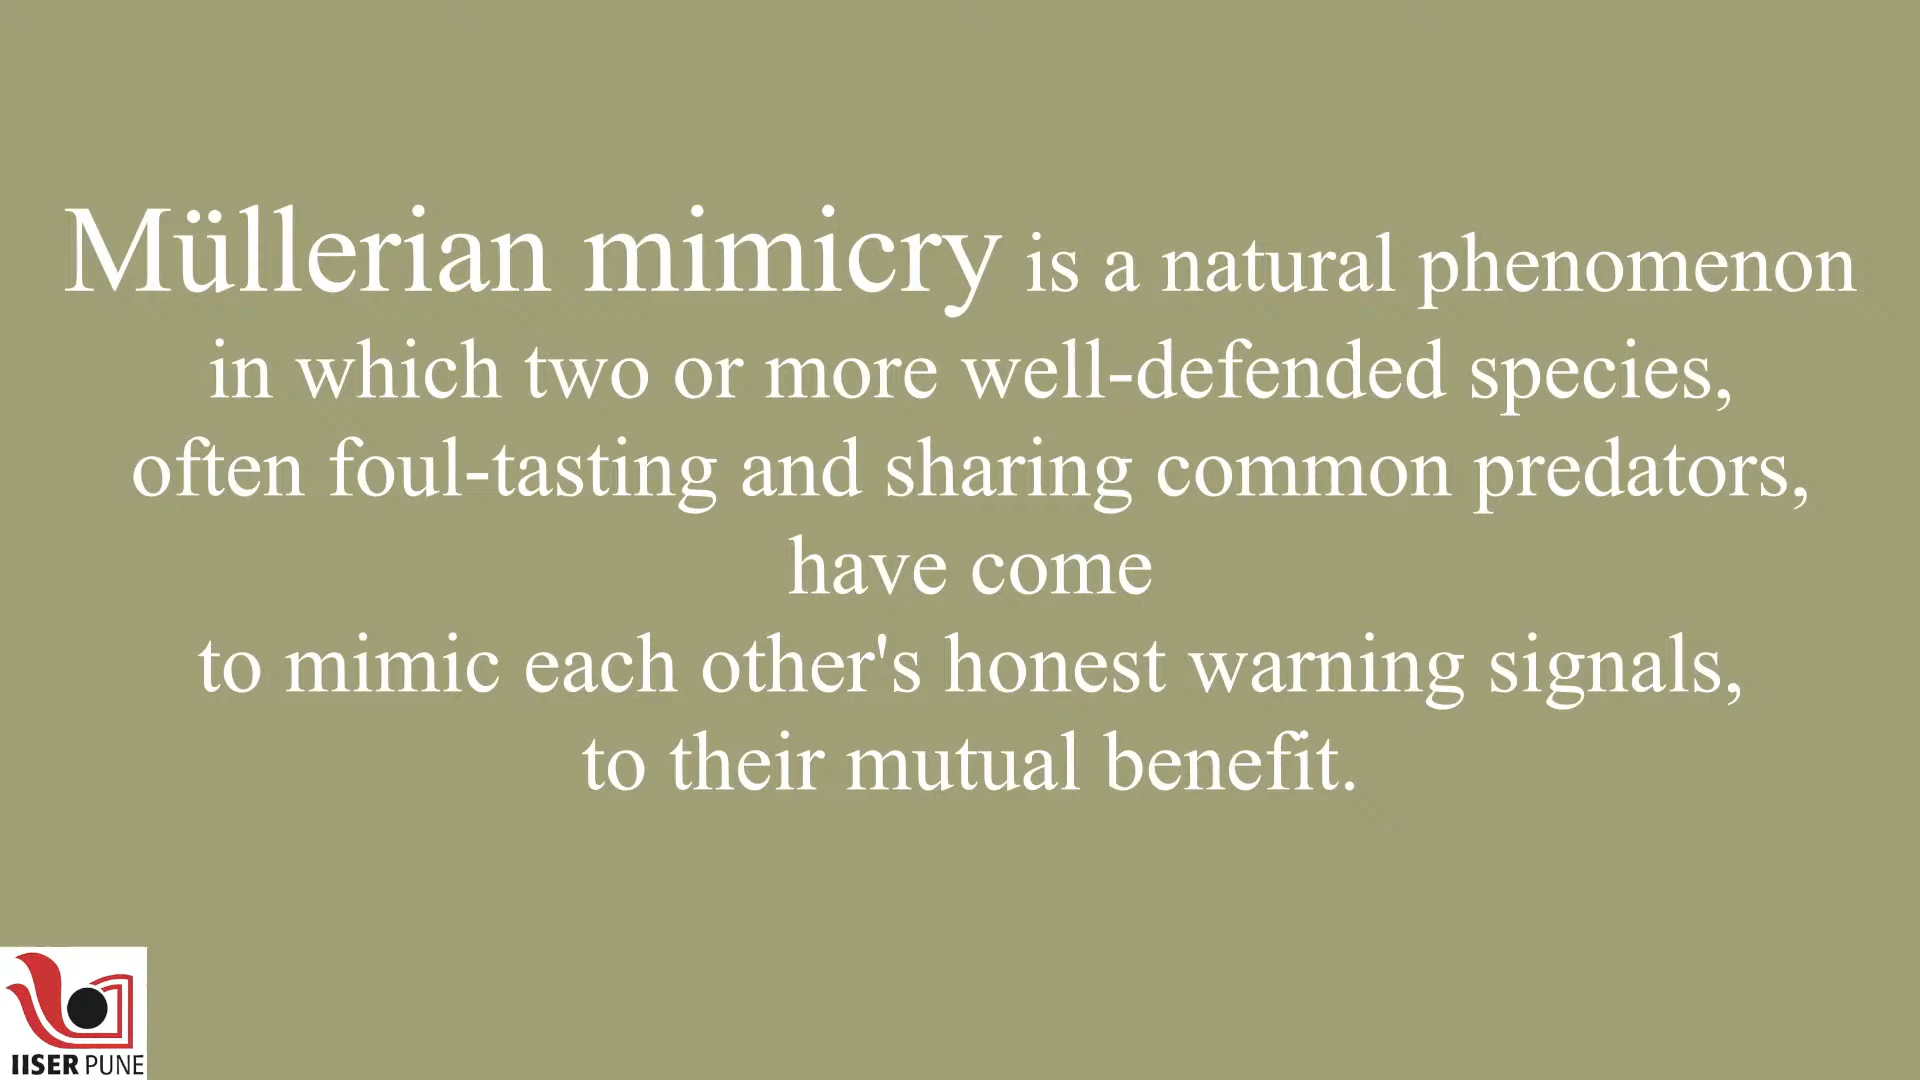 Müllerian mimicry is a natural phenomenon
in which two or more well-defended species,
often foul-tasting and sharing common predators,
have come
to mimic each other's honest warning signals,
to their mutual benefit.
IISER PUNE